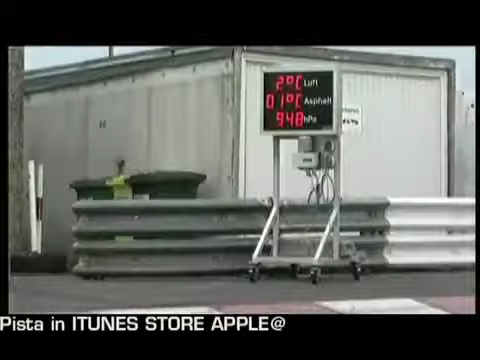 2°C Luft
01°C Asphalt
948 hPa
Pista in ITUNES STORE APPLE@